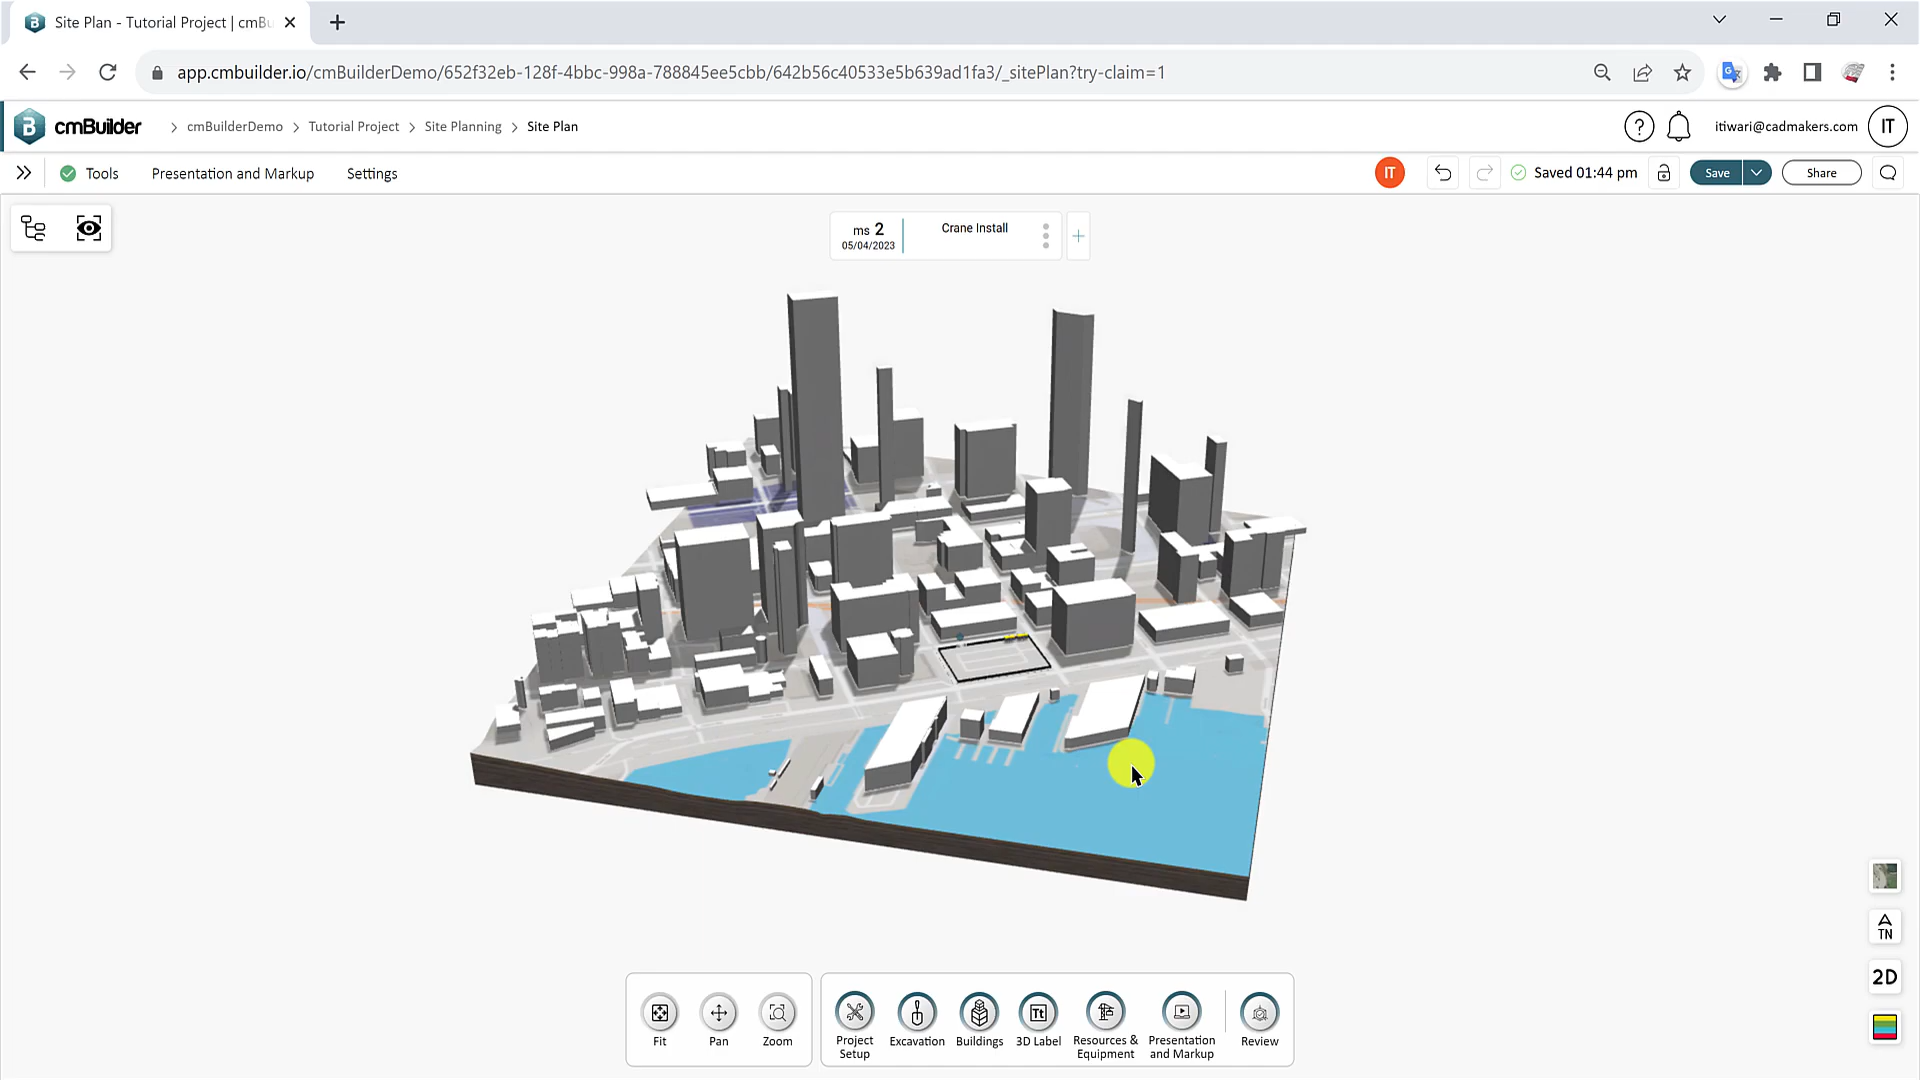 Site Plan - Tutorial Project | cmBu
app.cmbuilder.io/cmBuilderDemo/652f32eb-128f-4bbc-998a-788845ee5cbb/642b56c40533e5b639ad1fa3/_sitePlan?try-claim=1
B cmBuilder > cmBuilderDemo > Tutorial Project > Site Planning > Site Plan
itiwari@cadmakers.com IT
Tools Presentation and Markup Settings
IT Saved 01:44 pm Save Share
ms 2 Crane Install
05/04/2023
TN
2D
Fit Pan Zoom
Project Setup
Excavation
Buildings
Tt
3D Label
Resources & Equipment
Presentation and Markup
Review